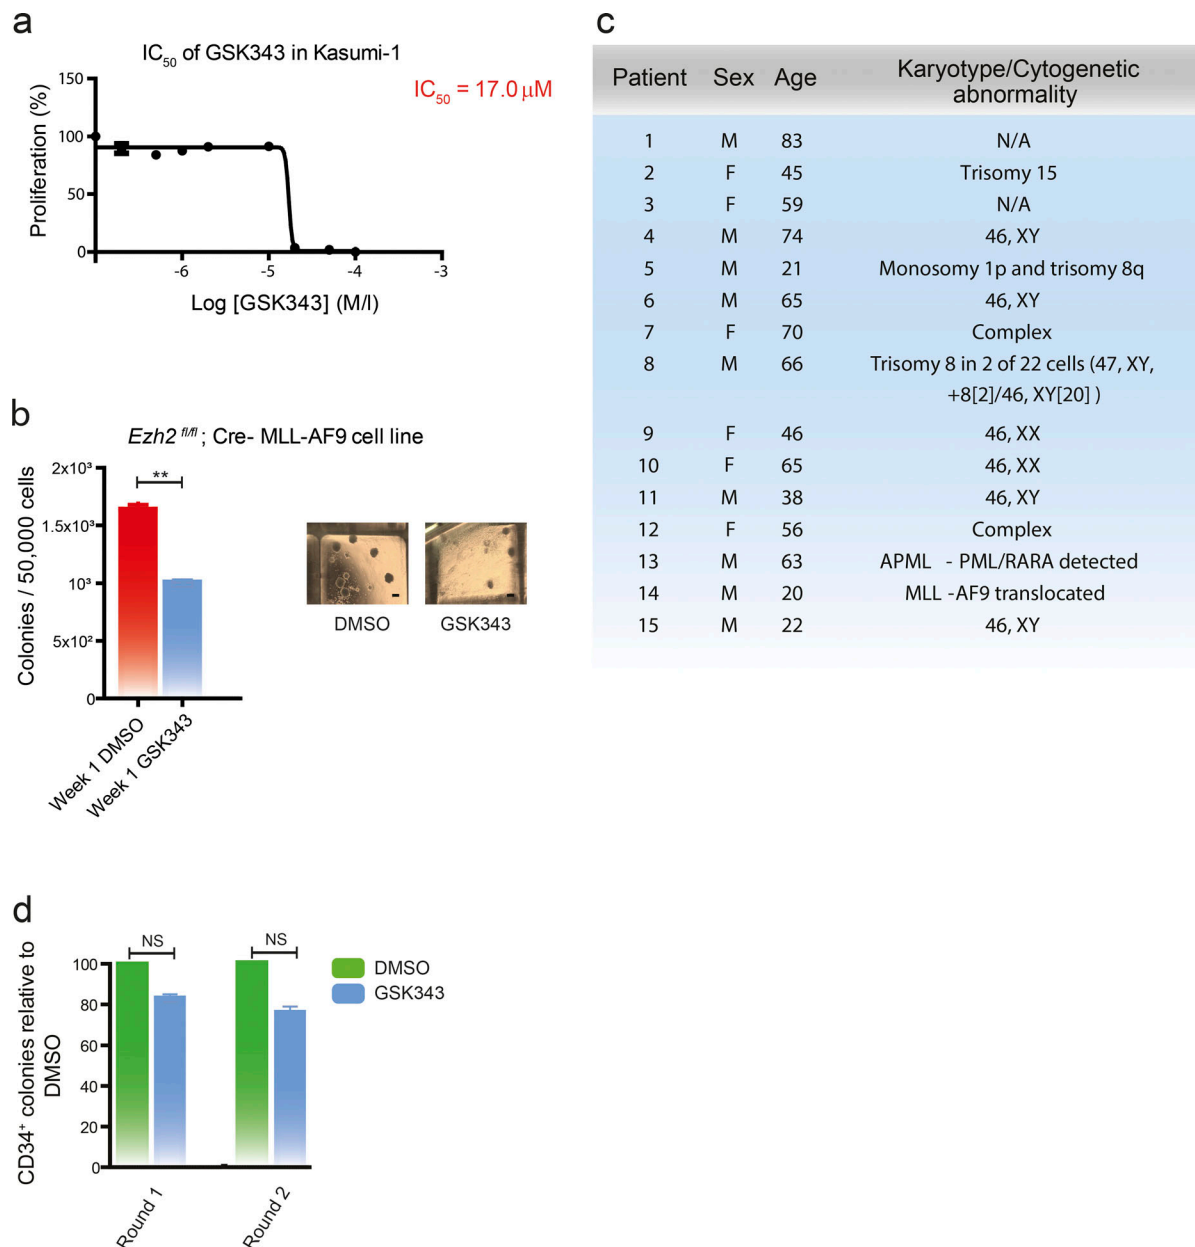 a
IC50 of GSK343 in Kasumi-1
IC50 = 17.0 μM
150
100
50
0
Proliferation (%)
-6 -5 -4 -3
Log [GSK343] (M/l)
b
Ezh2 fl/fl ; Cre- MLL-AF9 cell line
Colonies / 50,000 cells
2x10³
1.5x10³
10³
5x10²
0
**
Week 1 DMSO
Week 1 GSK343
DMSO GSK343
c
Patient Sex Age Karyotype/Cytogenetic
abnormality
1 M 83 N/A
2 F 45 Trisomy 15
3 F 59 N/A
4 M 74 46, XY
5 M 21 Monosomy 1p and trisomy 8q
6 M 65 46, XY
7 F 70 Complex
8 M 66 Trisomy 8 in 2 of 22 cells (47, XY,
+8[2]/46, XY[20] )
9 F 46 46, XX
10 F 65 46, XX
11 M 38 46, XY
12 F 56 Complex
13 M 63 APML - PML/RARA detected
14 M 20 MLL -AF9 translocated
15 M 22 46, XY
d
CD34⁺ colonies relative to
DMSO
100
80
60
40
20
0
NS NS
DMSO
GSK343
Round 1
Round 2